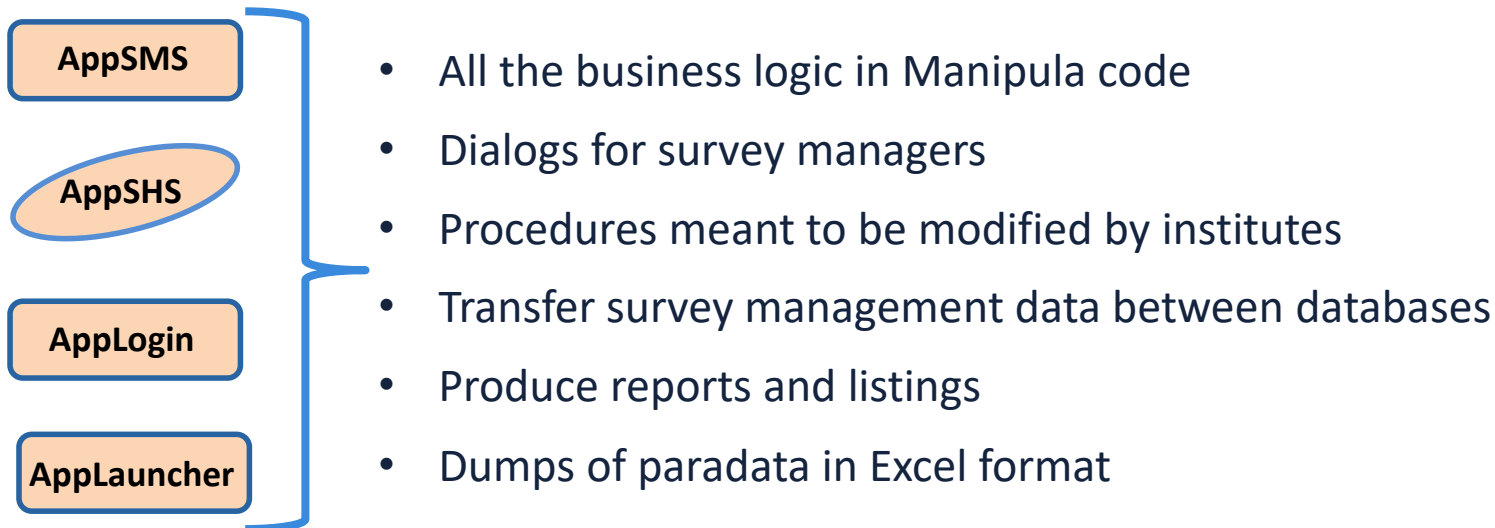 AppSMS
AppSHS
AppLogin
AppLauncher
• All the business logic in Manipula code
• Dialogs for survey managers
• Procedures meant to be modified by institutes
• Transfer survey management data between databases
• Produce reports and listings
• Dumps of paradata in Excel format